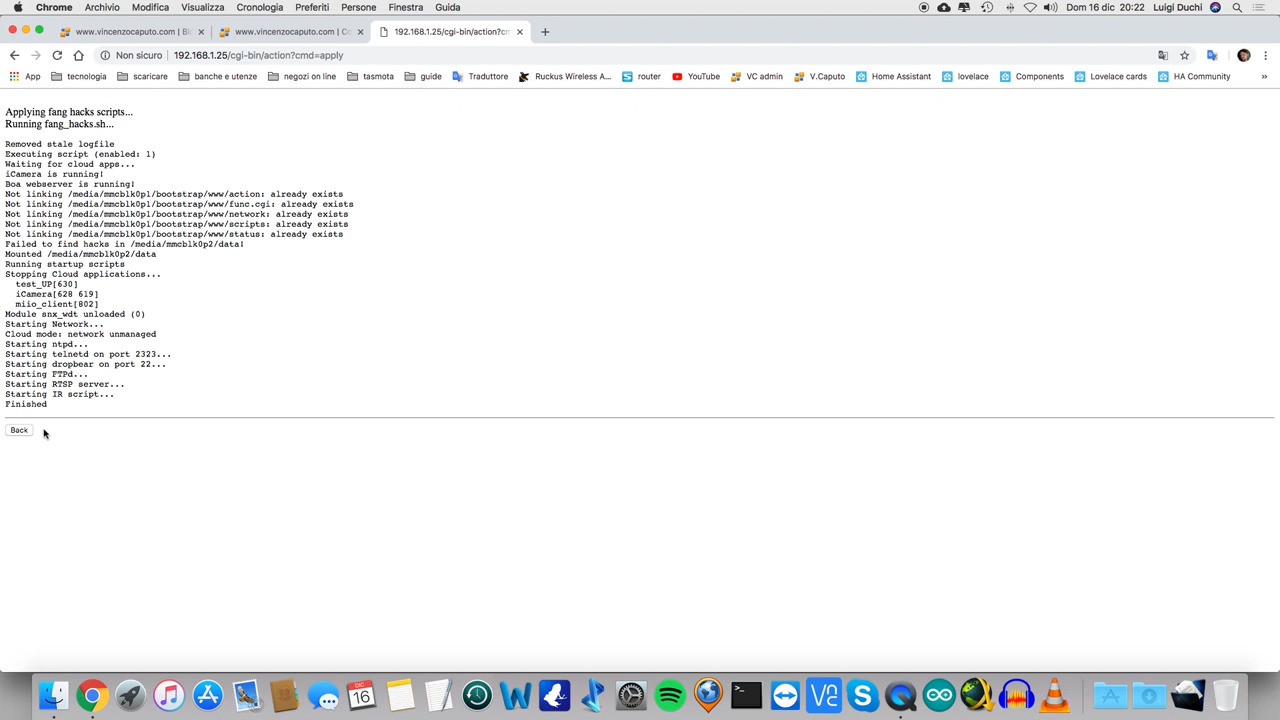 Chrome Archivio Modifica Visualizza Cronologia Preferiti Persone Finestra Guida Dom 16 dic 20:22 Luigi Duchi
www.vincenzocaputo.com | Blo www.vincenzocaputo.com | Co 192.168.1.25/cgi-bin/action?cm
Non sicuro 192.168.1.25/cgi-bin/action?cmd=apply
App tecnologia scaricare banche e utenze negozi on line tasmota guide Traduttore Ruckus Wireless A... router YouTube VC admin V.Caputo Home Assistant lovelace Components Lovelace cards HA Community »
Applying fang hacks scripts...
Running fang_hacks.sh...
Removed stale logfile
Executing script (enabled: 1)
Waiting for cloud apps...
iCamera is running!
Boa webserver is running!
Not linking /media/mmcblk0p1/bootstrap/www/action: already exists
Not linking /media/mmcblk0p1/bootstrap/www/func.cgi: already exists
Not linking /media/mmcblk0p1/bootstrap/www/network: already exists
Not linking /media/mmcblk0p1/bootstrap/www/scripts: already exists
Not linking /media/mmcblk0p1/bootstrap/www/status: already exists
Failed to find hacks in /media/mmcblk0p2/data!
Mounted /media/mmcblk0p2/data
Running startup scripts
Stopping Cloud applications...
test_UP[630]
iCamera[628 619]
miio_client[802]
Module snx_wdt unloaded (0)
Starting Network...
Cloud mode: network unmanaged
Starting ntpd...
Starting telnetd on port 2323...
Starting dropbear on port 22...
Starting FTPd...
Starting RTSP server...
Starting IR script...
Finished
Back
16